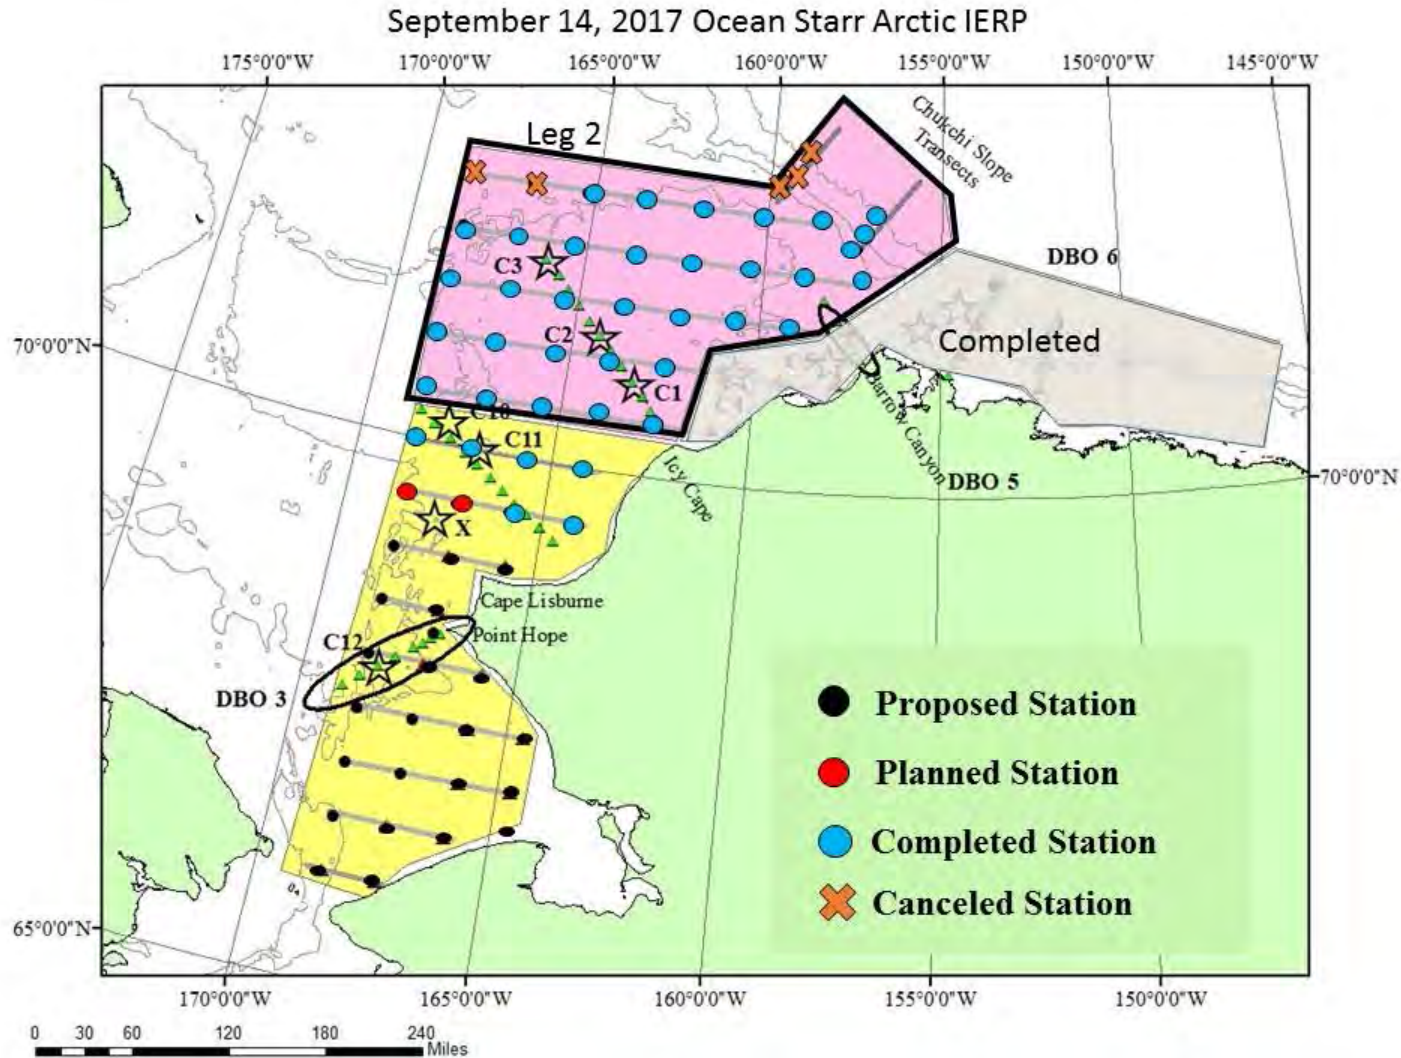 September 14, 2017 Ocean Starr Arctic IERP
175°0'0"W 170°0'0"W 165°0'0"W 160°0'0"W 155°0'0"W 150°0'0"W 145°0'0"W
Leg 2
Chukchi Slope
Transects
DBO 6
C3
C2
70°0'0"N
Completed
C1
C10
C11
Barrow Canyon
Icy Cape
DBO 5
70°0'0"N
X
Cape Lisburne
Point Hope
C12
DBO 3
Proposed Station
Planned Station
Completed Station
Canceled Station
65°0'0"N
170°0'0"W 165°0'0"W 160°0'0"W 155°0'0"W 150°0'0"W
0 30 60 120 180 240
Miles